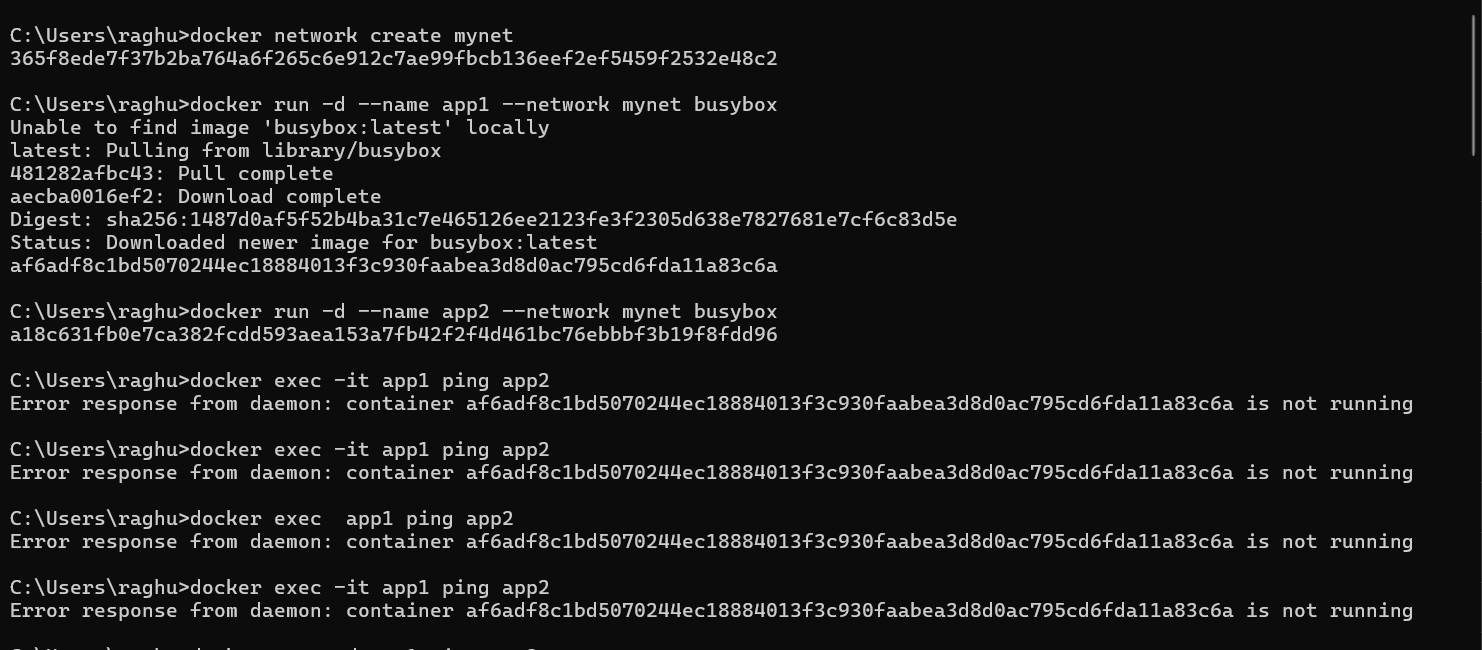 C:\Users\raghu>docker network create mynet
365f8ede7f37b2ba764a6f265c6e912c7ae99fbcb136eef2ef5459f2532e48c2
C:\Users\raghu>docker run -d --name app1 --network mynet busybox
Unable to find image 'busybox:latest' locally
latest: Pulling from library/busybox
481282afbc43: Pull complete
aecba0016ef2: Download complete
Digest: sha256:1487d0af5f52b4ba31c7e465126ee2123fe3f2305d638e7827681e7cf6c83d5e
Status: Downloaded newer image for busybox:latest
af6adf8c1bd5070244ec18884013f3c930faabea3d8d0ac795cd6fda11a83c6a
C:\Users\raghu>docker run -d --name app2 --network mynet busybox
a18c631fb0e7ca382fcdd593aea153a7fb42f2f4d461bc76ebbbf3b19f8fdd96
C:\Users\raghu>docker exec -it app1 ping app2
Error response from daemon: container af6adf8c1bd5070244ec18884013f3c930faabea3d8d0ac795cd6fda11a83c6a is not running
C:\Users\raghu>docker exec -it app1 ping app2
Error response from daemon: container af6adf8c1bd5070244ec18884013f3c930faabea3d8d0ac795cd6fda11a83c6a is not running
C:\Users\raghu>docker exec  app1 ping app2
Error response from daemon: container af6adf8c1bd5070244ec18884013f3c930faabea3d8d0ac795cd6fda11a83c6a is not running
C:\Users\raghu>docker exec -it app1 ping app2
Error response from daemon: container af6adf8c1bd5070244ec18884013f3c930faabea3d8d0ac795cd6fda11a83c6a is not running